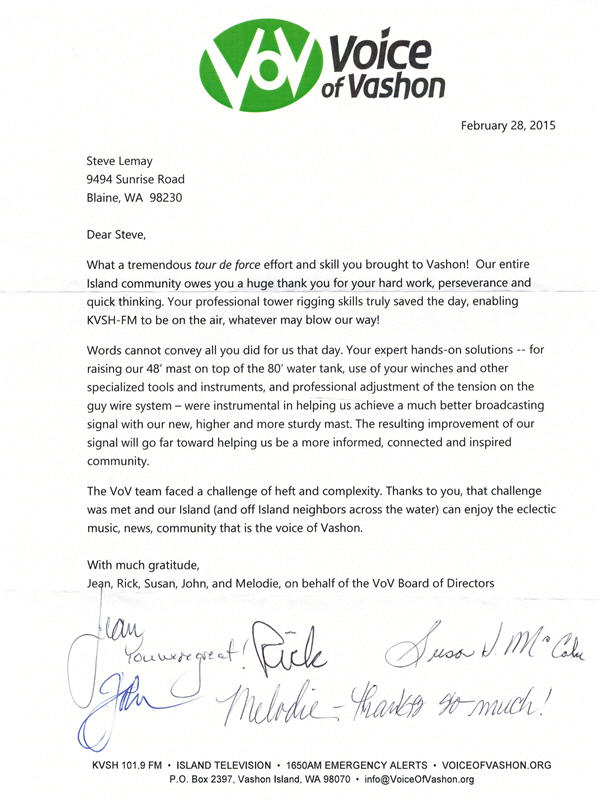 VoV Voice
of Vashon
February 28, 2015
Steve Lemay
9494 Sunrise Road
Blaine, WA 98230
Dear Steve,
What a tremendous tour de force effort and skill you brought to Vashon! Our entire
Island community owes you a huge thank you for your hard work, perseverance and
quick thinking. Your professional tower rigging skills truly saved the day, enabling
KVSH-FM to be on the air, whatever may blow our way!
Words cannot convey all you did for us that day. Your expert hands-on solutions -- for
raising our 48’ mast on top of the 80’ water tank, use of your winches and other
specialized tools and instruments, and professional adjustment of the tension on the
guy wire system – were instrumental in helping us achieve a much better broadcasting
signal with our new, higher and more sturdy mast. The resulting improvement of our
signal will go far toward helping us be a more informed, connected and inspired
community.
The VoV team faced a challenge of heft and complexity. Thanks to you, that challenge
was met and our Island (and off Island neighbors across the water) can enjoy the eclectic
music, news, community that is the voice of Vashon.
With much gratitude,
Jean, Rick, Susan, John, and Melodie, on behalf of the VoV Board of Directors
Jean
You were great! Rick
Susan
John
Melodie - thanks so much!
KVSH 101.9 FM • ISLAND TELEVISION • 1650AM EMERGENCY ALERTS • VOICEOFVASHON.ORG
P.O. Box 2397, Vashon Island, WA 98070 • info@VoiceOfVashon.org